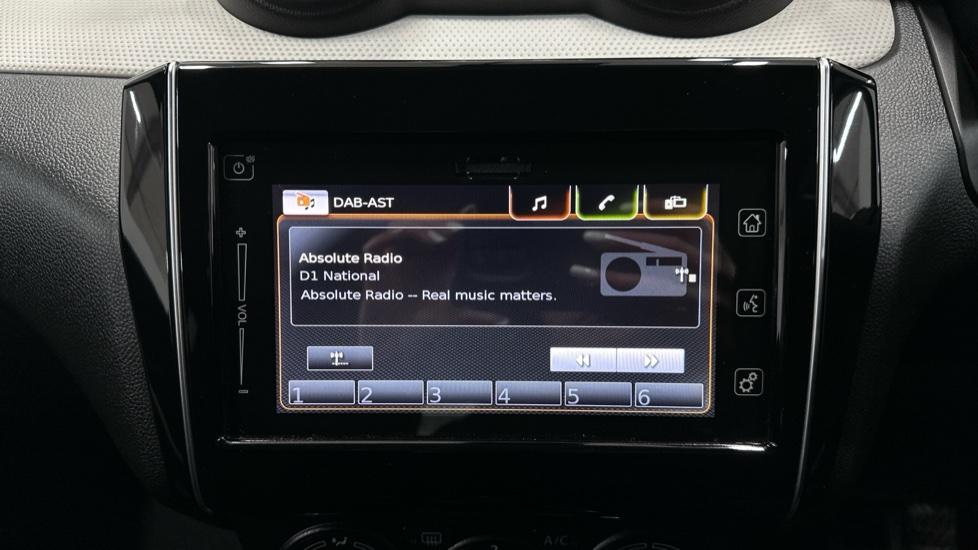 DAB-AST
Absolute Radio
D1 National
Absolute Radio -- Real music matters.
VOL
1 2 3 4 5 6
A/C